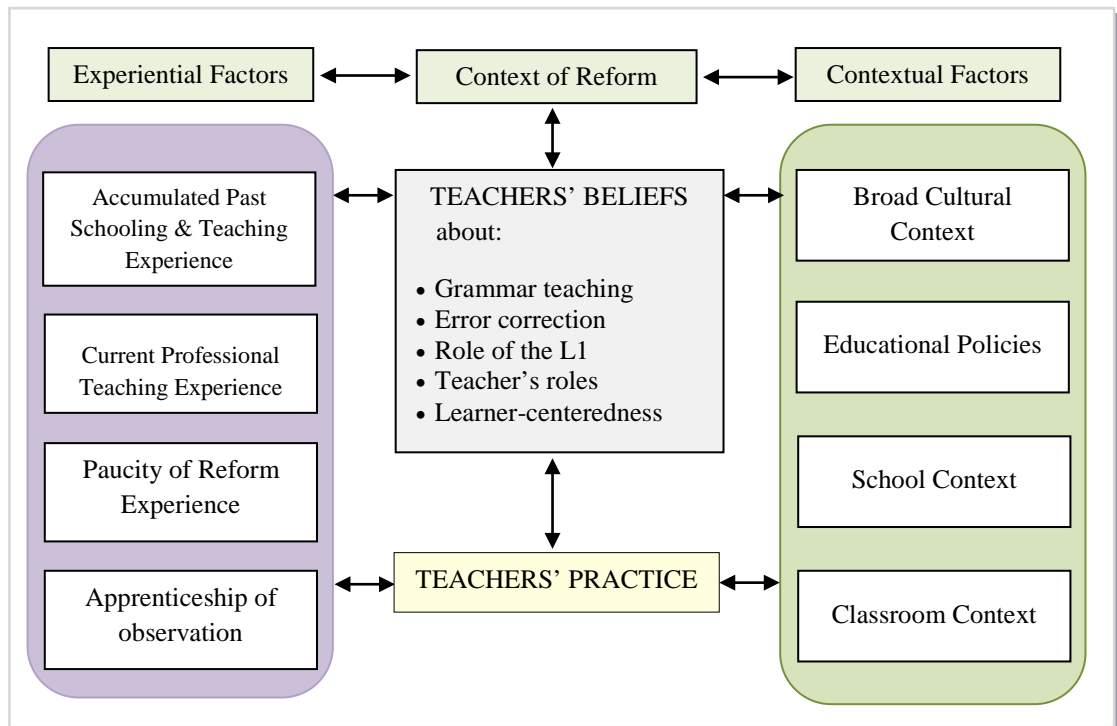 Experiential Factors
Context of Reform
Contextual Factors
Accumulated Past
Schooling & Teaching
Experience
Current Professional
Teaching Experience
Paucity of Reform
Experience
Apprenticeship of
observation
TEACHERS’ BELIEFS
about:
• Grammar teaching
• Error correction
• Role of the L1
• Teacher’s roles
• Learner-centeredness
TEACHERS’ PRACTICE
Broad Cultural
Context
Educational Policies
School Context
Classroom Context